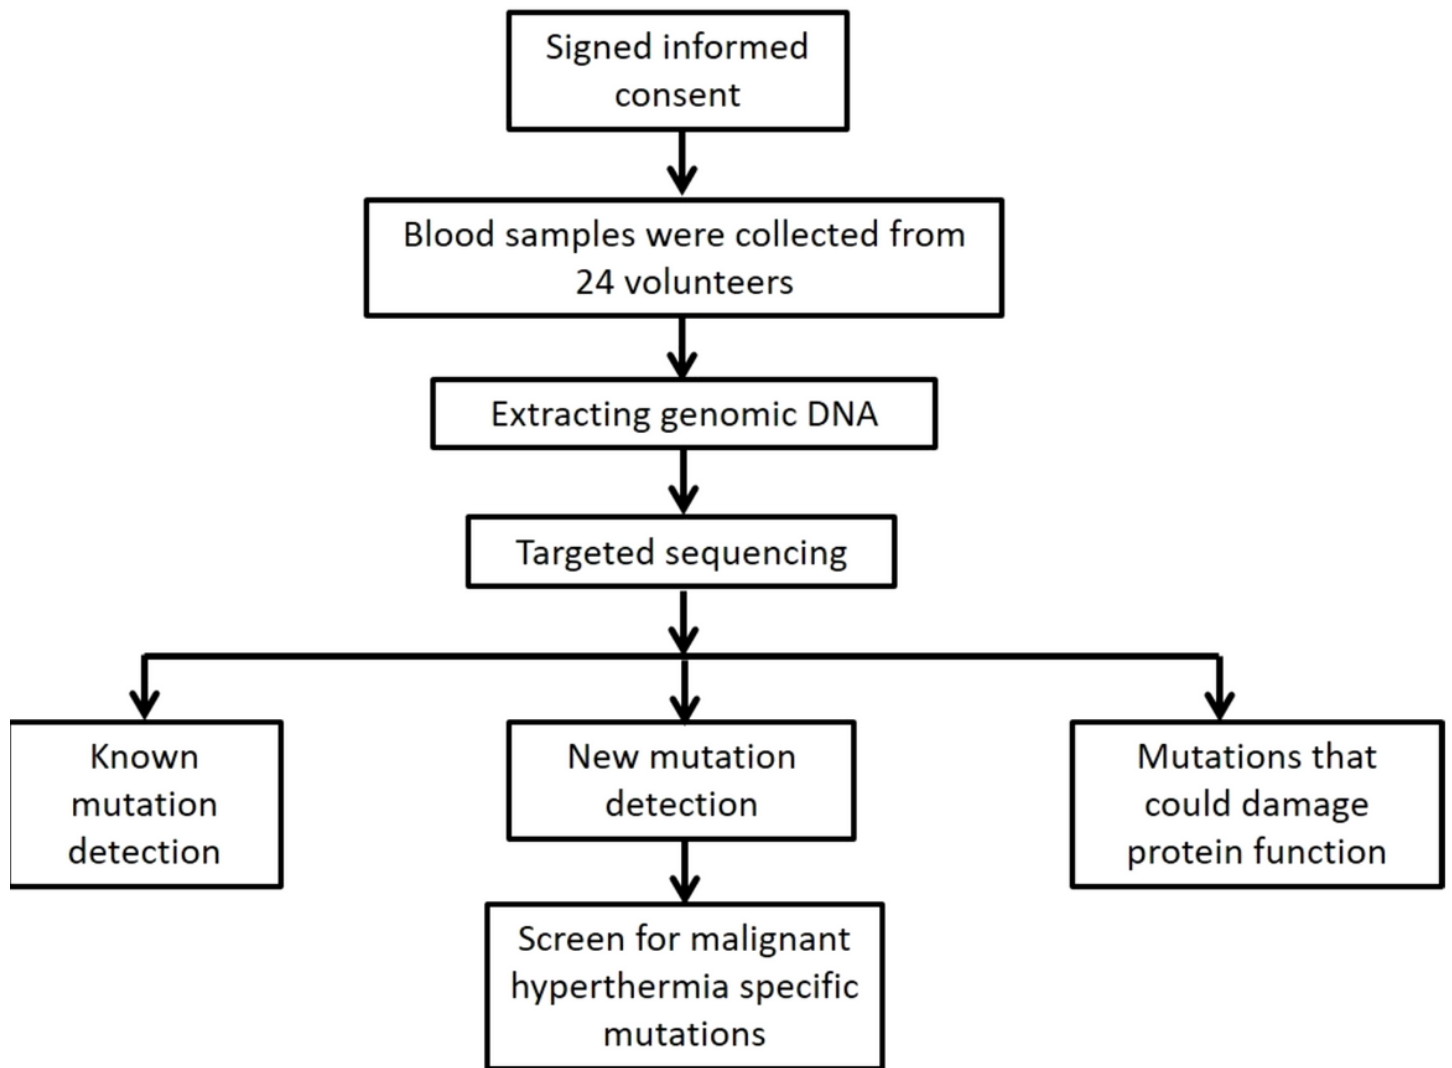 Signed informed
consent
Blood samples were collected from
24 volunteers
Extracting genomic DNA
Targeted sequencing
Known
mutation
detection
New mutation
detection
Mutations that
could damage
protein function
Screen for malignant
hyperthermia specific
mutations